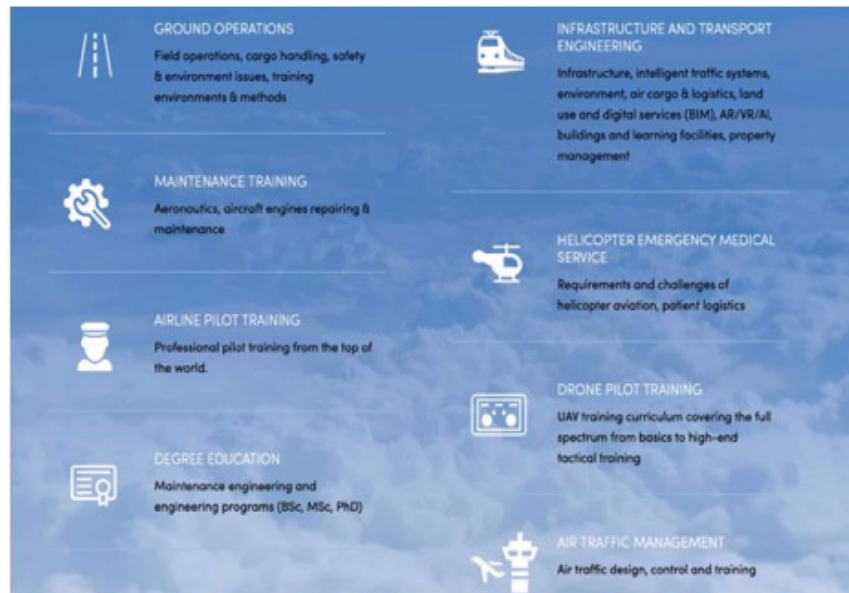 GROUND OPERATIONS
Field operations, cargo handling, safety
& environment issues, training
environments & methods
MAINTENANCE TRAINING
Aeronautics, aircraft engines repairing &
maintenance
AIRLINE PILOT TRAINING
Professional pilot training from the top of
the world.
DEGREE EDUCATION
Maintenance engineering and
engineering programs (BSc, MSc, PhD)
INFRASTRUCTURE AND TRANSPORT
ENGINEERING
Infrastructure, intelligent traffic systems,
environment, air cargo & logistics, land
use and digital services (BIM), AR/VR/AI,
buildings and learning facilities, property
management
HELICOPTER EMERGENCY MEDICAL
SERVICE
Requirements and challenges of
helicopter aviation, patient logistics
DRONE PILOT TRAINING
UAV training curriculum covering the full
spectrum from basics to high-end
tactical training
AIR TRAFFIC MANAGEMENT
Air traffic design, control and training